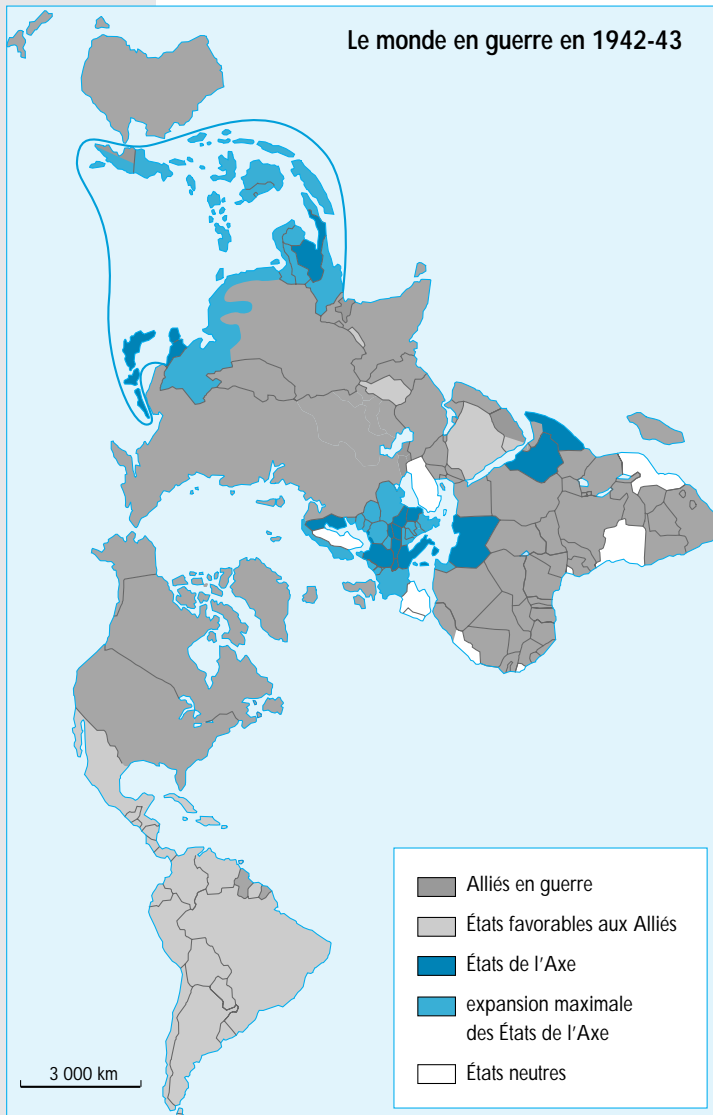 Le monde en guerre en 1942-43
Alliés en guerre
États favorables aux Alliés
États de l'Axe
expansion maximale
des États de l'Axe
États neutres
3 000 km